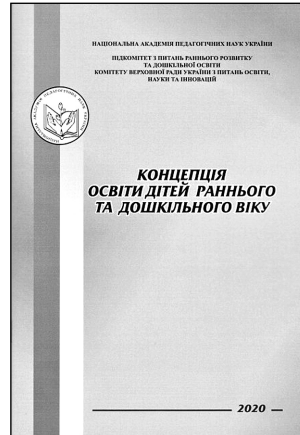 НАЦІОНАЛЬНА АКАДЕМІЯ ПЕДАГОГІЧНИХ НАУК УКРАЇНИ
ПІДКОМІТЕТ З ПИТАНЬ РАННЬОГО РОЗВИТКУ
ТА ДОШКІЛЬНОЇ ОСВІТИ
КОМІТЕТУ ВЕРХОВНОЇ РАДИ УКРАЇНИ З ПИТАНЬ ОСВІТИ,
НАУКИ ТА ІННОВАЦІЙ
КОНЦЕПЦІЯ
ОСВІТИ ДІТЕЙ РАННЬОГО
ТА ДОШКІЛЬНОГО ВІКУ
2020